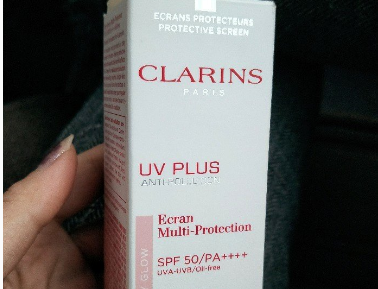 ECRANS PROTECTEURS
PROTECTIVE SCREEN
CLARINS
PARIS
UV PLUS
Ecran
Multi-Protection
SPF 50/PA++++
UVA-UVB/Oil-free
GLOW